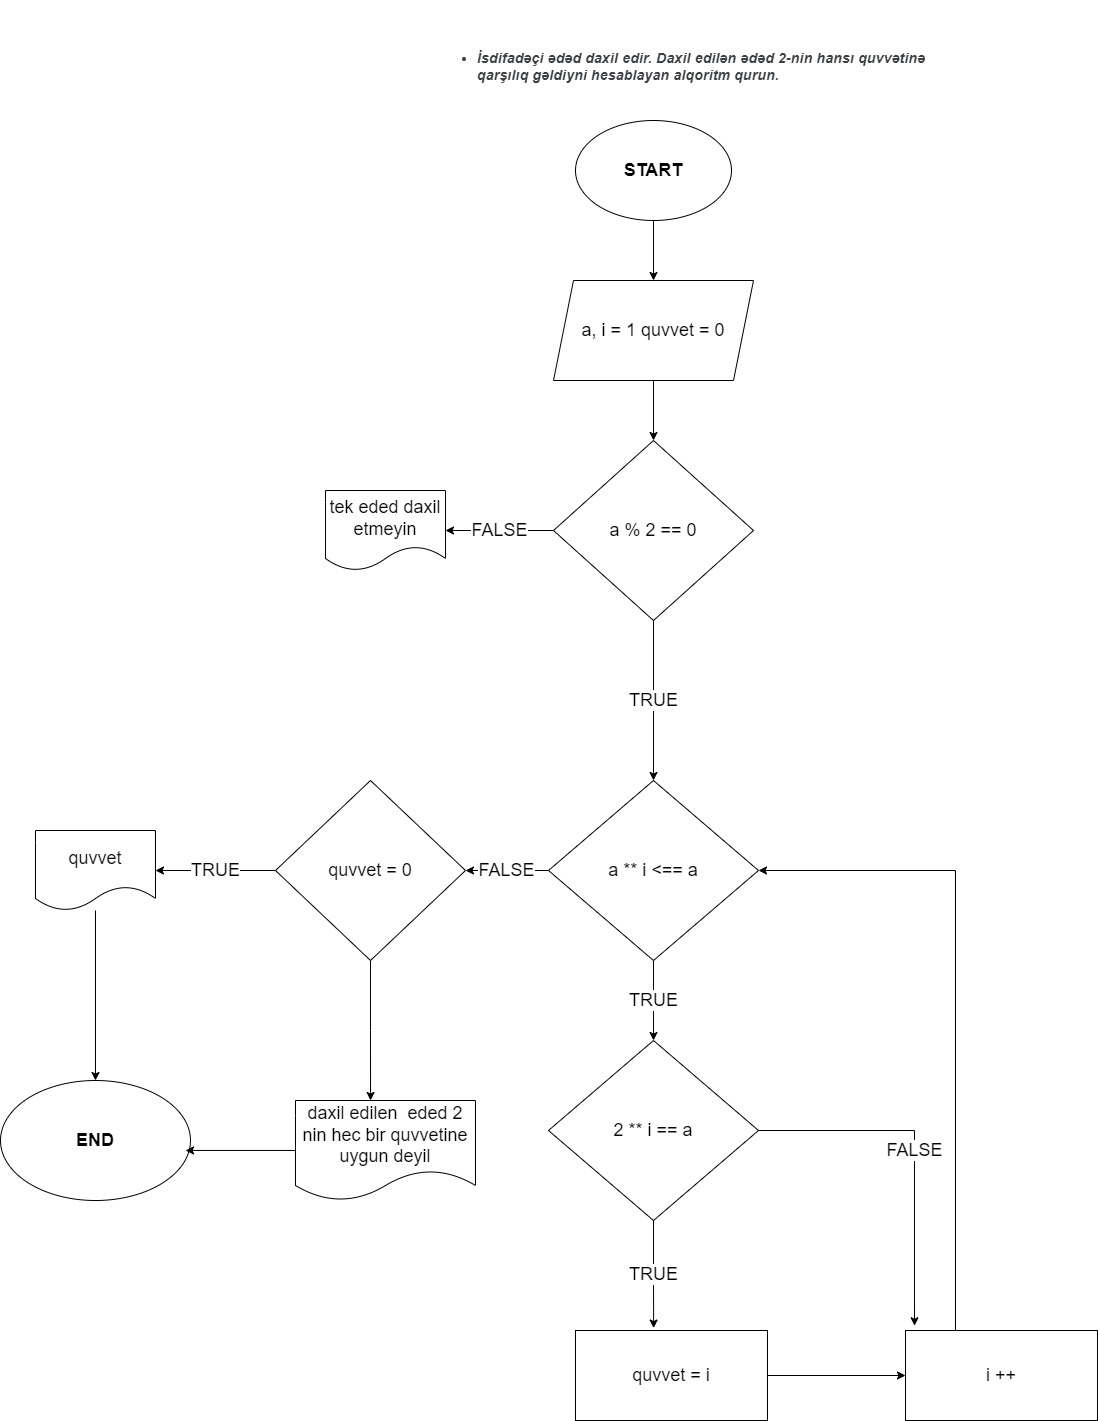 • İsdifadəçi ədəd daxil edir. Daxil edilən ədəd 2-nin hansı quvvətinə
qarşılıq gəldiyni hesablayan alqoritm qurun.
START
a, i = 1 quvvet = 0
a % 2 == 0
FALSE
tek eded daxil
etmeyin
TRUE
a ** i <== a
FALSE
quvvet = 0
TRUE
quvvet
TRUE
2 ** i == a
FALSE
daxil edilen  eded 2
nin hec bir quvvetine
uygun deyil
END
TRUE
quvvet = i
i ++